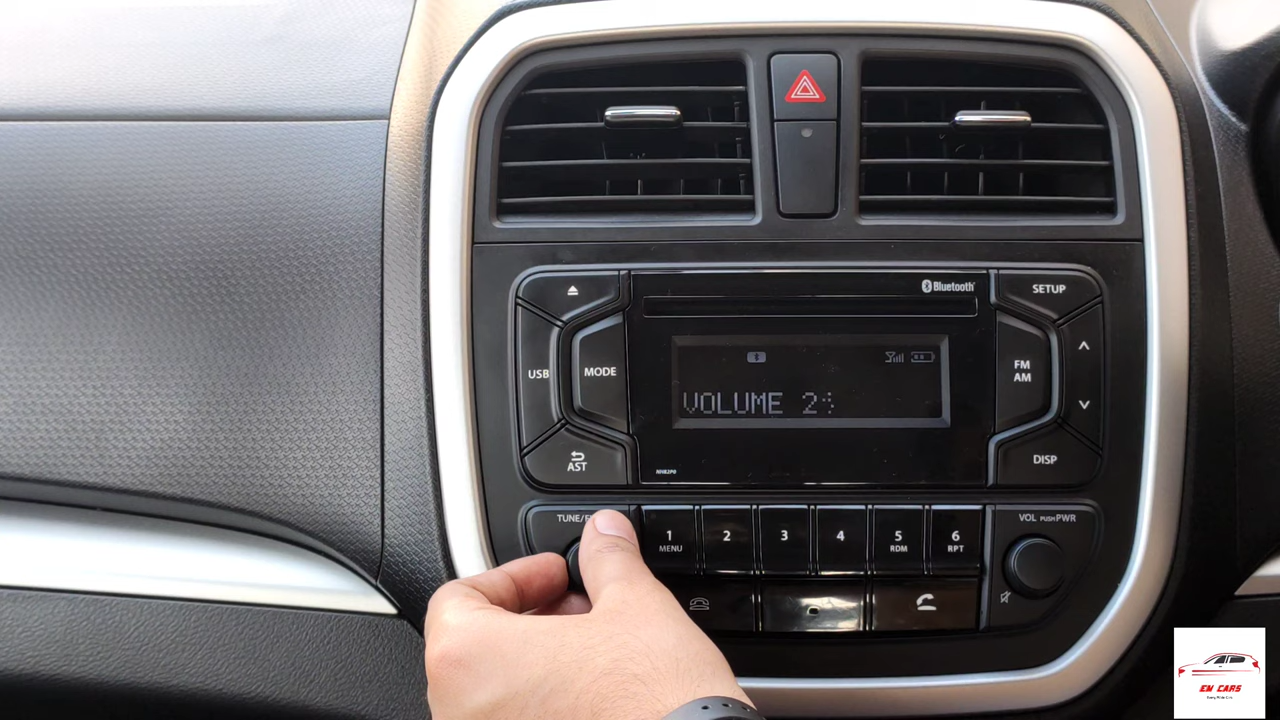 Bluetooth
SETUP
USB
MODE
FM
AM
VOLUME
AST
DISP
NH82P0
TUNE/
VOL PUSH PWR
1
MENU
2
3
4
5
RDM
6
RPT
EM CARS